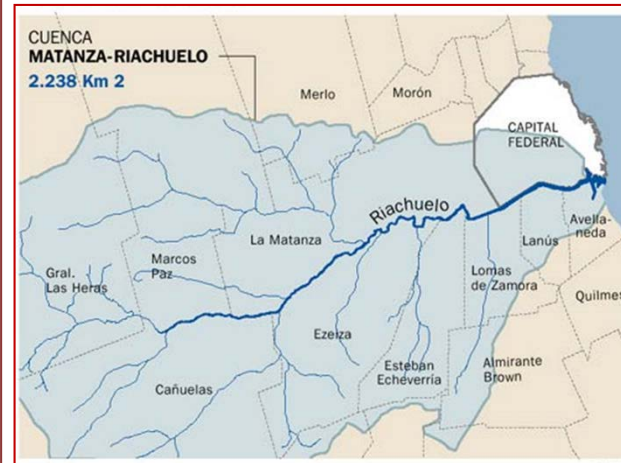 CUENCA
MATANZA-RIACHUELO
2.238 Km 2
Merlo
Morón
CAPITAL
FEDERAL
Riachuelo
Avella-
neda
La Matanza
Lanús
Marcos
Paz
Gral.
Las Heras
Lomas
de Zamora
Quilmes
Ezeiza
Esteban
Echéverría
Almirante
Brown
Cañuelas